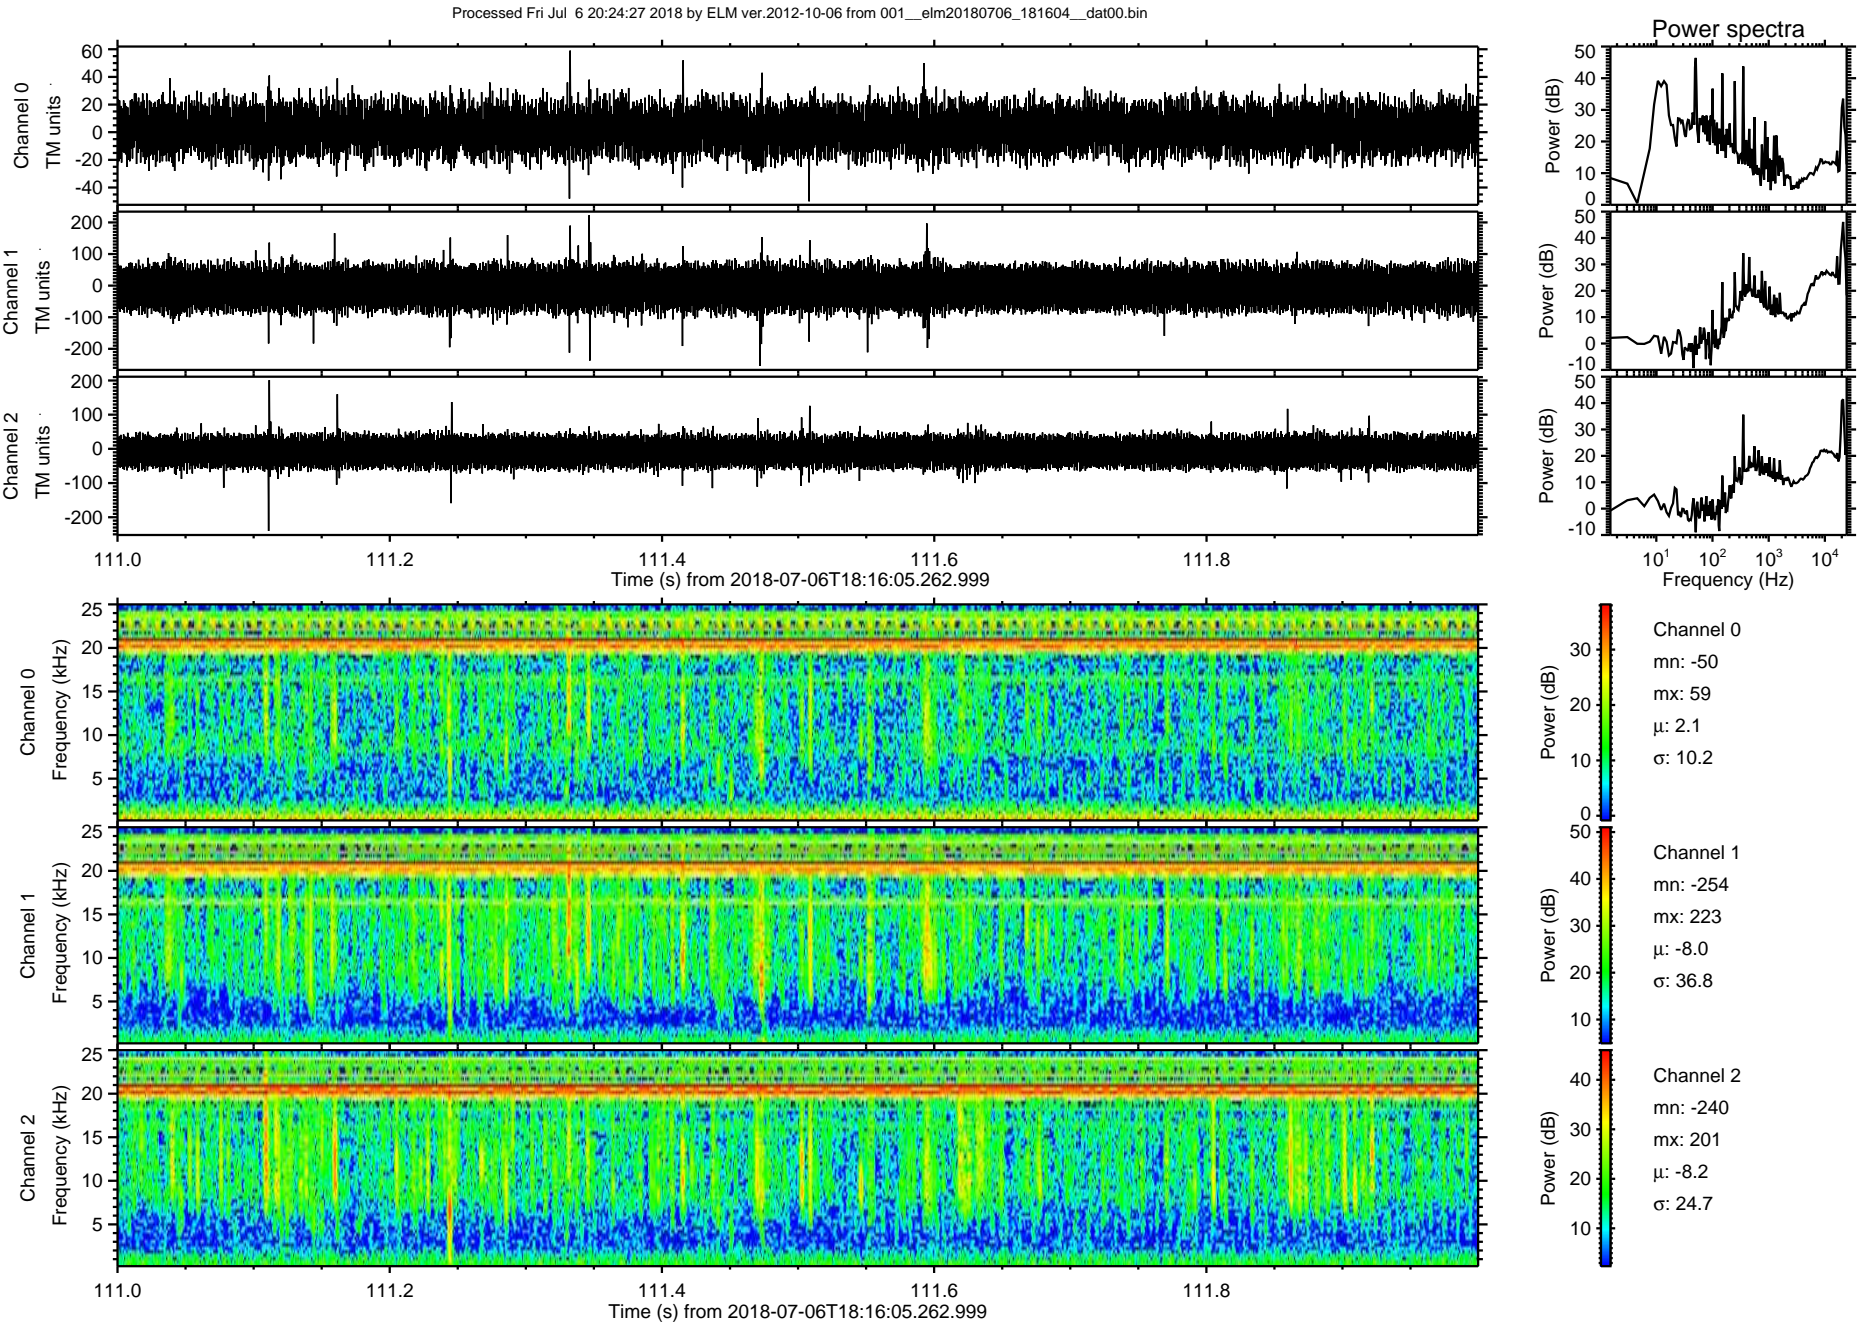 Processed Fri Jul  6 20:24:27 2018 by ELM ver.2012-10-06 from 001__elm20180706_181604__dat00.bin
Power spectra
Channel 0
TM units
60
40
20
0
-20
-40
Power (dB)
50
40
30
20
10
0
Channel 1
TM units
200
100
0
-100
-200
Power (dB)
50
40
30
20
10
0
-10
Channel 2
TM units
200
100
0
-100
-200
Power (dB)
50
40
30
20
10
0
-10
111.0 111.2 111.4 111.6 111.8
Time (s) from 2018-07-06T18:16:05.262.999
10^1 10^2 10^3 10^4
Frequency (Hz)
Channel 0
Frequency (kHz)
25
20
15
10
5
Power (dB)
30
20
10
0
Channel 0
mn: -50
mx: 59
μ: 2.1
σ: 10.2
Channel 1
Frequency (kHz)
25
20
15
10
5
Power (dB)
50
40
30
20
10
Channel 1
mn: -254
mx: 223
μ: -8.0
σ: 36.8
Channel 2
Frequency (kHz)
25
20
15
10
5
Power (dB)
40
30
20
10
Channel 2
mn: -240
mx: 201
μ: -8.2
σ: 24.7
111.0 111.2 111.4 111.6 111.8
Time (s) from 2018-07-06T18:16:05.262.999